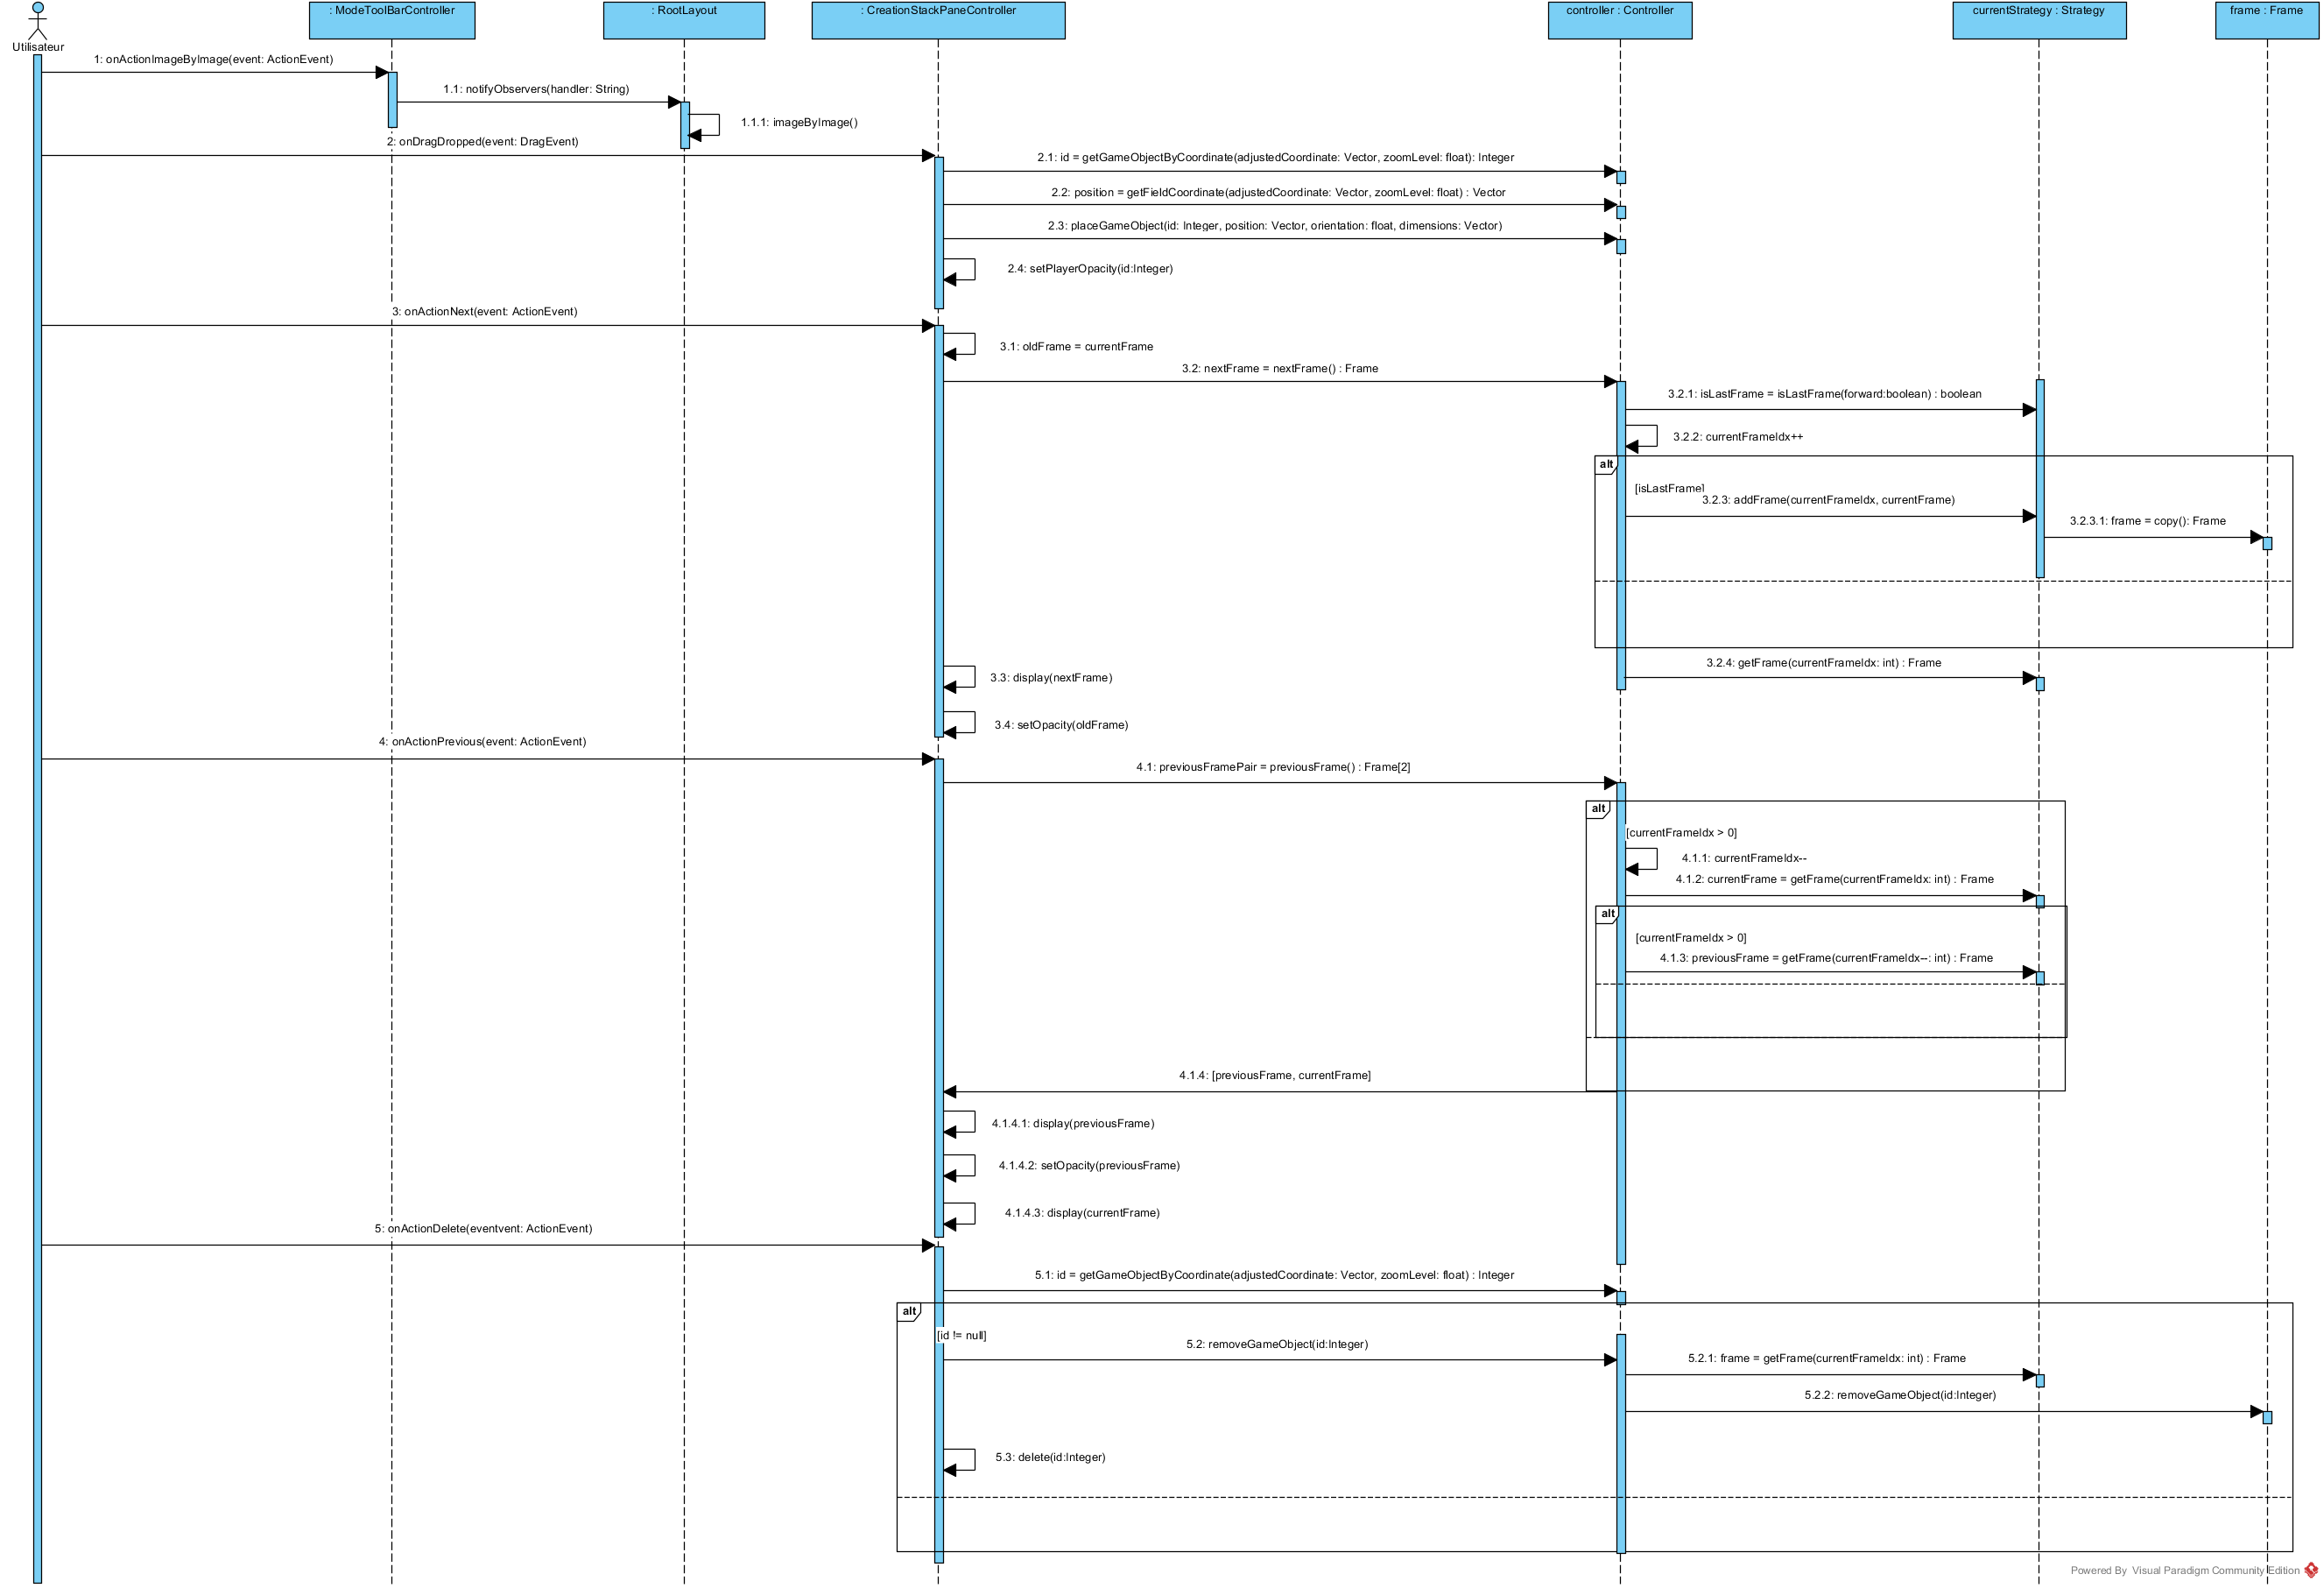 : ModeToolBarController
: RootLayout
: CreationStackPaneController
controller : Controller
currentStrategy : Strategy
frame : Frame
Utilisateur
1: onActionImageByImage(event: ActionEvent)
1.1: notifyObservers(handler: String)
1.1.1: imageByImage()
2: onDragDropped(event: DragEvent)
2.1: id = getGameObjectByCoordinate(adjustedCoordinate: Vector, zoomLevel: float): Integer
2.2: position = getFieldCoordinate(adjustedCoordinate: Vector, zoomLevel: float) : Vector
2.3: placeGameObject(id: Integer, position: Vector, orientation: float, dimensions: Vector)
2.4: setPlayerOpacity(id:Integer)
3: onActionNext(event: ActionEvent)
3.1: oldFrame = currentFrame
3.2: nextFrame = nextFrame() : Frame
3.2.1: isLastFrame = isLastFrame(forward:boolean) : boolean
3.2.2: currentFrameIdx++
alt
[isLastFrame]
3.2.3: addFrame(currentFrameIdx, currentFrame)
3.2.3.1: frame = copy(): Frame
3.2.4: getFrame(currentFrameIdx: int) : Frame
3.3: display(nextFrame)
3.4: setOpacity(oldFrame)
4: onActionPrevious(event: ActionEvent)
4.1: previousFramePair = previousFrame() : Frame[2]
alt
[currentFrameIdx > 0]
4.1.1: currentFrameIdx--
4.1.2: currentFrame = getFrame(currentFrameIdx: int) : Frame
alt
[currentFrameIdx > 0]
4.1.3: previousFrame = getFrame(currentFrameIdx--: int) : Frame
4.1.4: [previousFrame, currentFrame]
4.1.4.1: display(previousFrame)
4.1.4.2: setOpacity(previousFrame)
4.1.4.3: display(currentFrame)
5: onActionDelete(eventvent: ActionEvent)
5.1: id = getGameObjectByCoordinate(adjustedCoordinate: Vector, zoomLevel: float) : Integer
alt
[id != null]
5.2: removeGameObject(id:Integer)
5.2.1: frame = getFrame(currentFrameIdx: int) : Frame
5.2.2: removeGameObject(id:Integer)
5.3: delete(id:Integer)
Powered By Visual Paradigm Community Edition